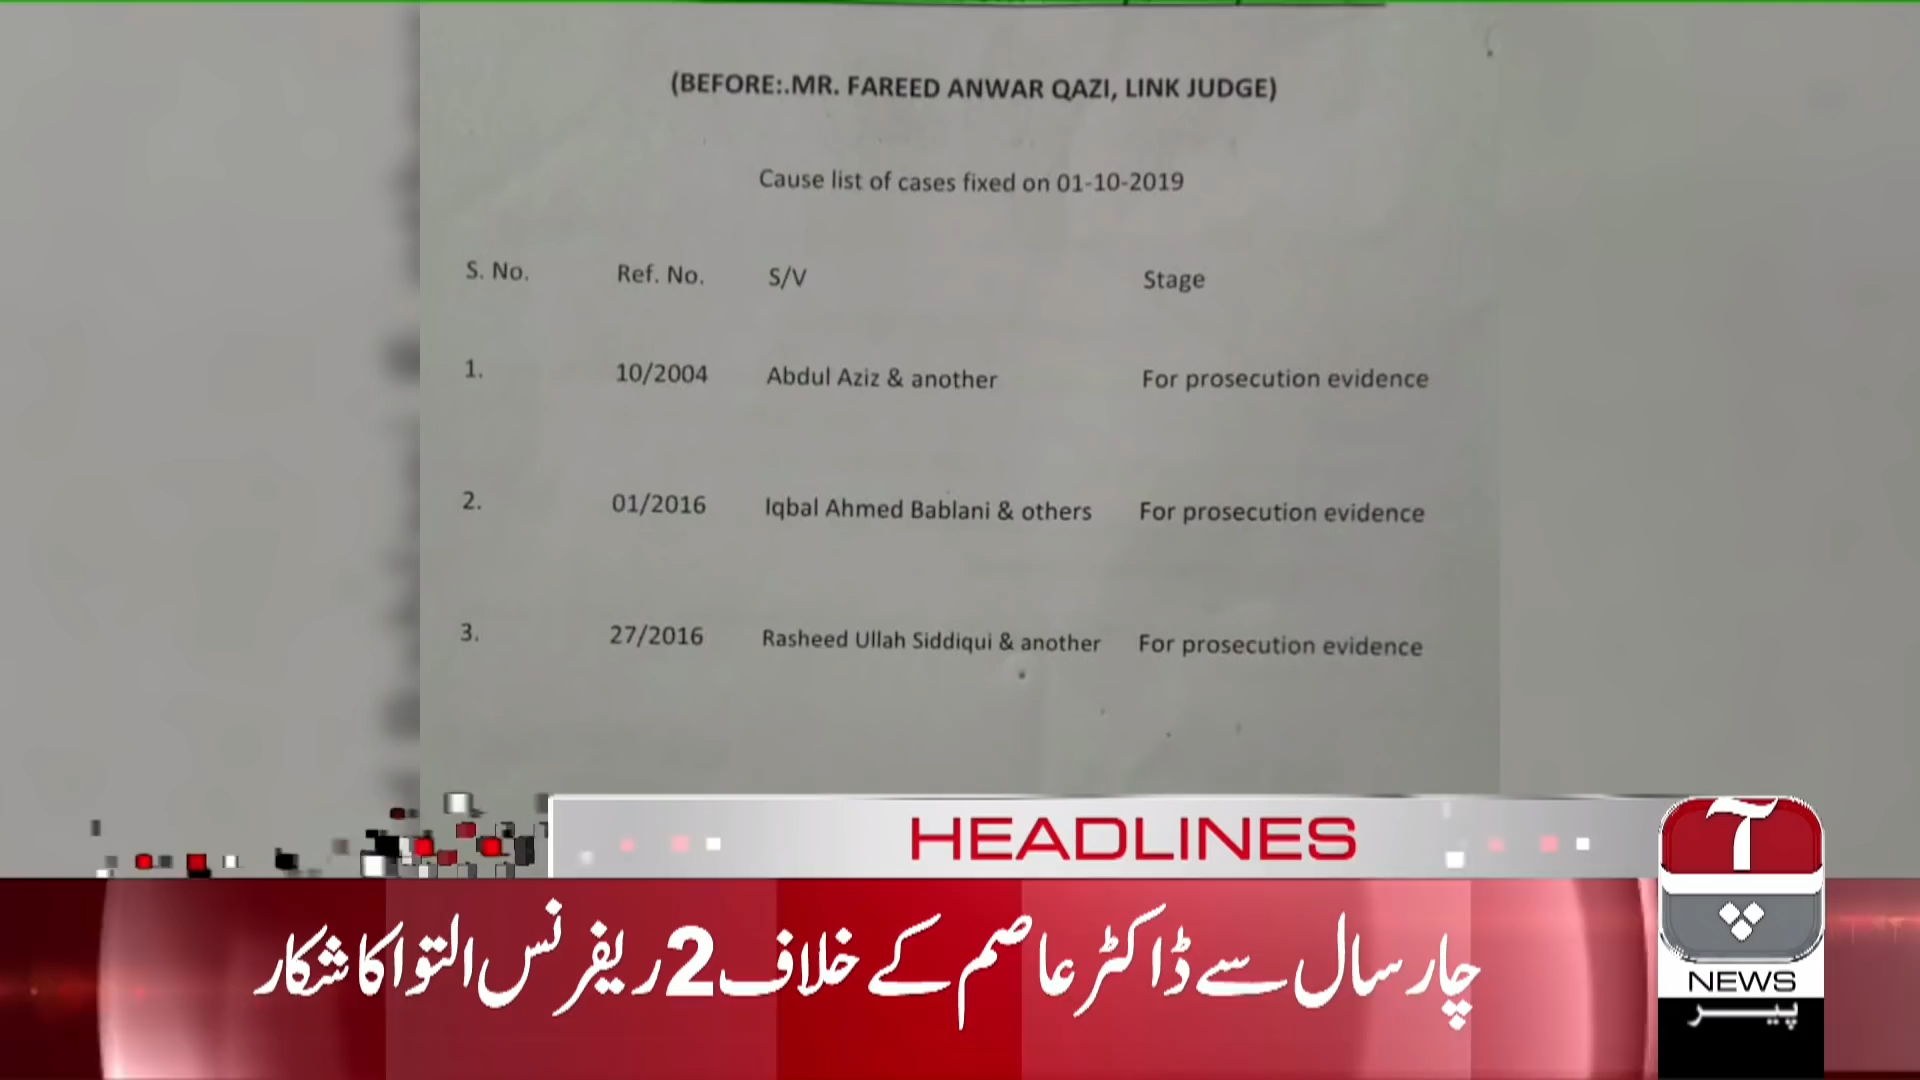 (BEFORE:.MR. FAREED ANWAR QAZI, LINK JUDGE)
Cause list of cases fixed on 01-10-2019
S. No. Ref. No. S/V Stage
1. 10/2004 Abdul Aziz & another For prosecution evidence
2. 01/2016 Iqbal Ahmed Bablani & others For prosecution evidence
3. 27/2016 Rasheed Ullah Siddiqui & another For prosecution evidence
HEADLINES
چار سال سے ڈاکٹر عاصم کے خلاف 2 ریفرنس التوا کا شکار
آپ
NEWS
پیر